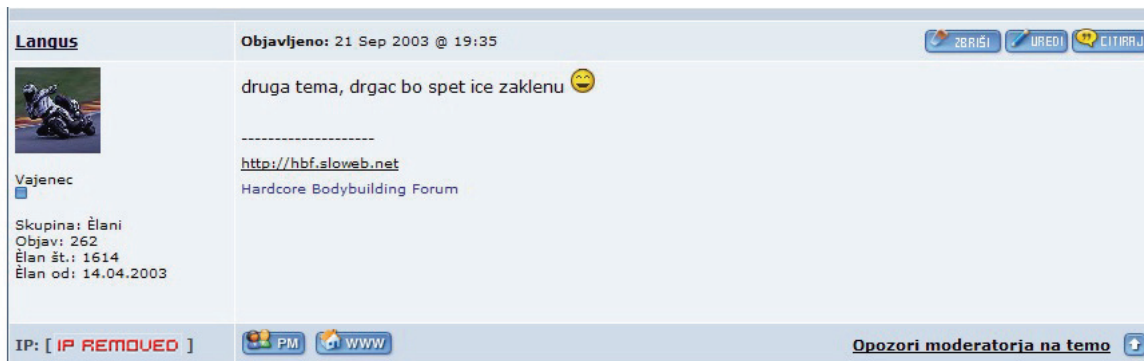 Langus
Objavljeno: 21 Sep 2003 @ 19:35
ZBRIŠI UREDI CITIRAJ
druga tema, drgac bo spet ice zaklenu
--------------------
http://hbf.sloweb.net
Hardcore Bodybuilding Forum
Vajenec
Skupina: Èlani
Objav: 262
Èlan št.: 1614
Èlan od: 14.04.2003
IP: [ IP REMOVED ]
PM WWW
Opozori moderatorja na temo